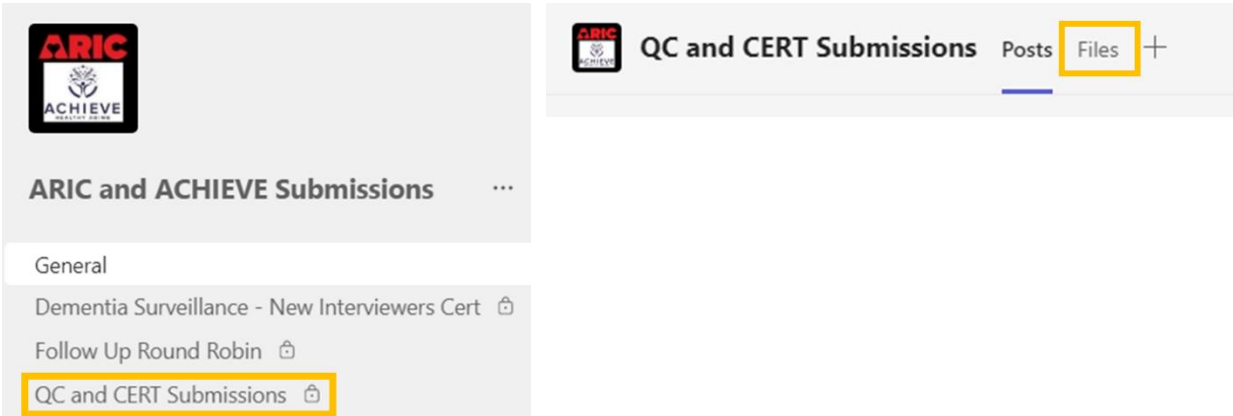 ARIC
ACHIEVE
HEALTHY AGING
ARIC and ACHIEVE Submissions ...
General
Dementia Surveillance - New Interviewers Cert
Follow Up Round Robin
QC and CERT Submissions
ARIC
ACHIEVE
QC and CERT Submissions Posts Files +